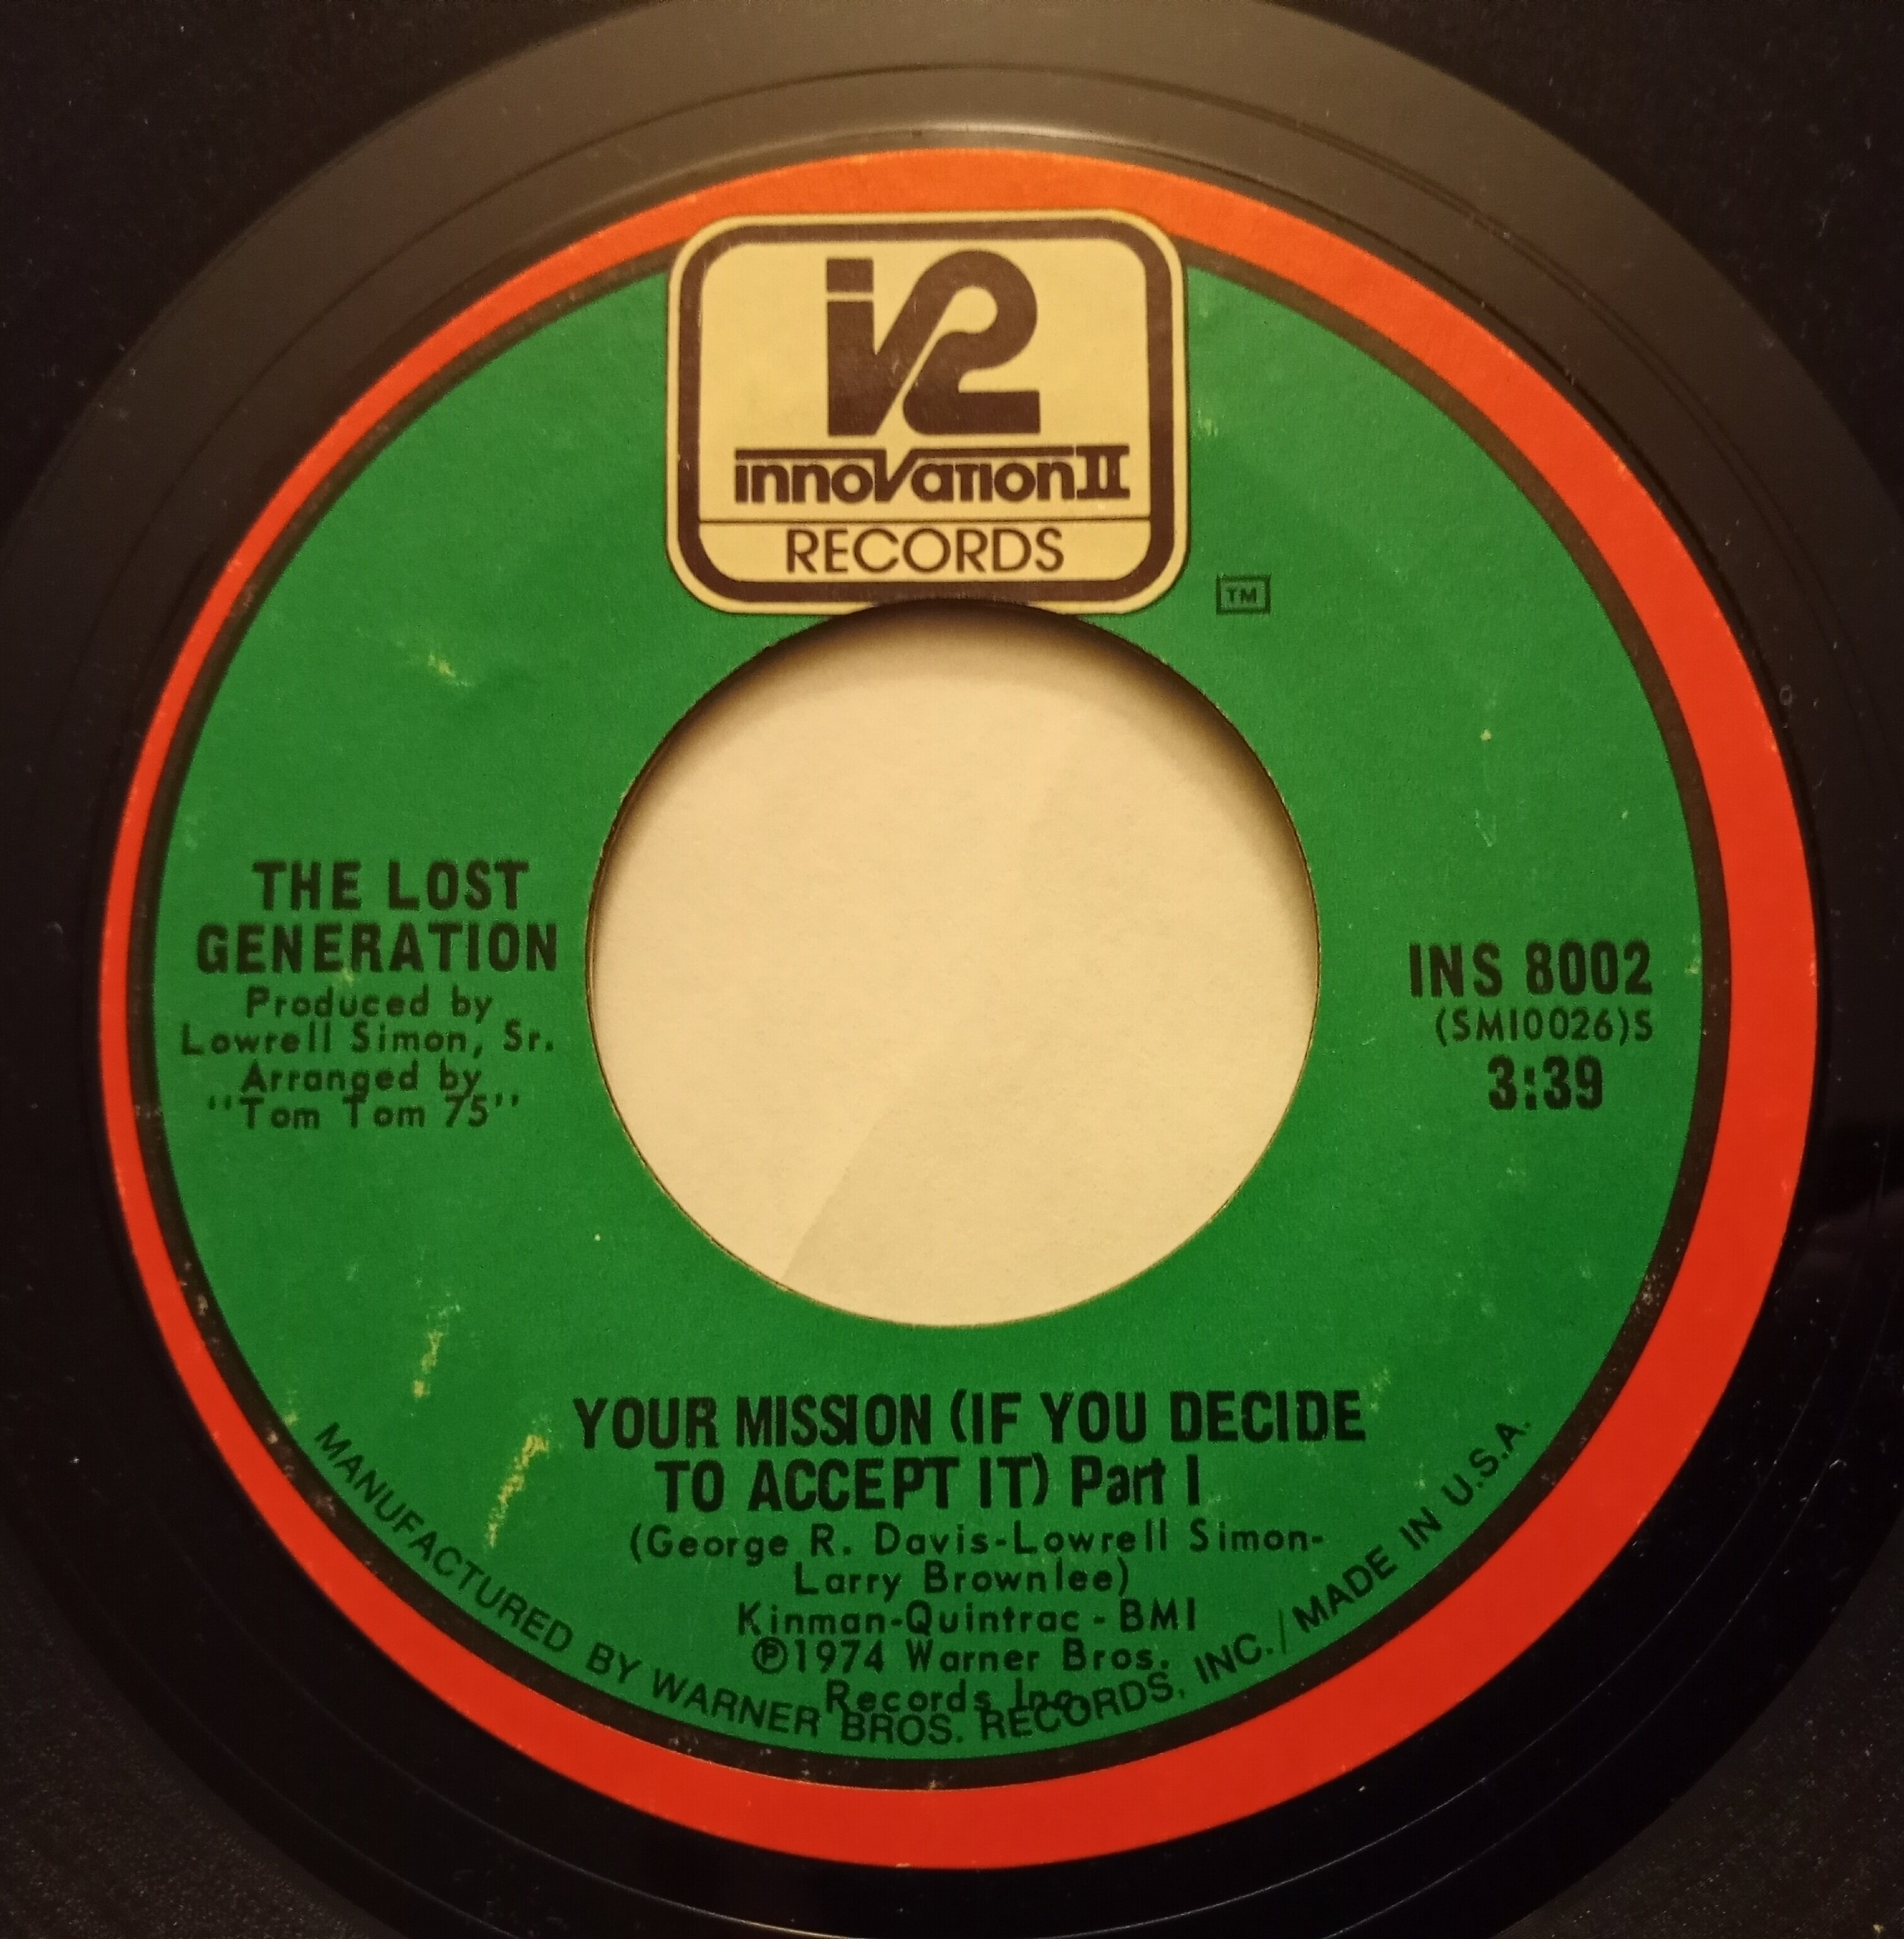 i2
innovation II
RECORDS
TM
THE LOST
GENERATION
Produced by
Lowrell Simon, Sr.
Arranged by
"Tom Tom 75"
INS 8002
(SMI0026)S
3:39
YOUR MISSION (IF YOU DECIDE
TO ACCEPT IT) Part I
(George R. Davis-Lowrell Simon-
Larry Brownlee)
Kinman-Quintrac - BMI
℗1974 Warner Bros.
Records Inc.
MANUFACTURED BY WARNER BROS. RECORDS, INC./MADE IN U.S.A.